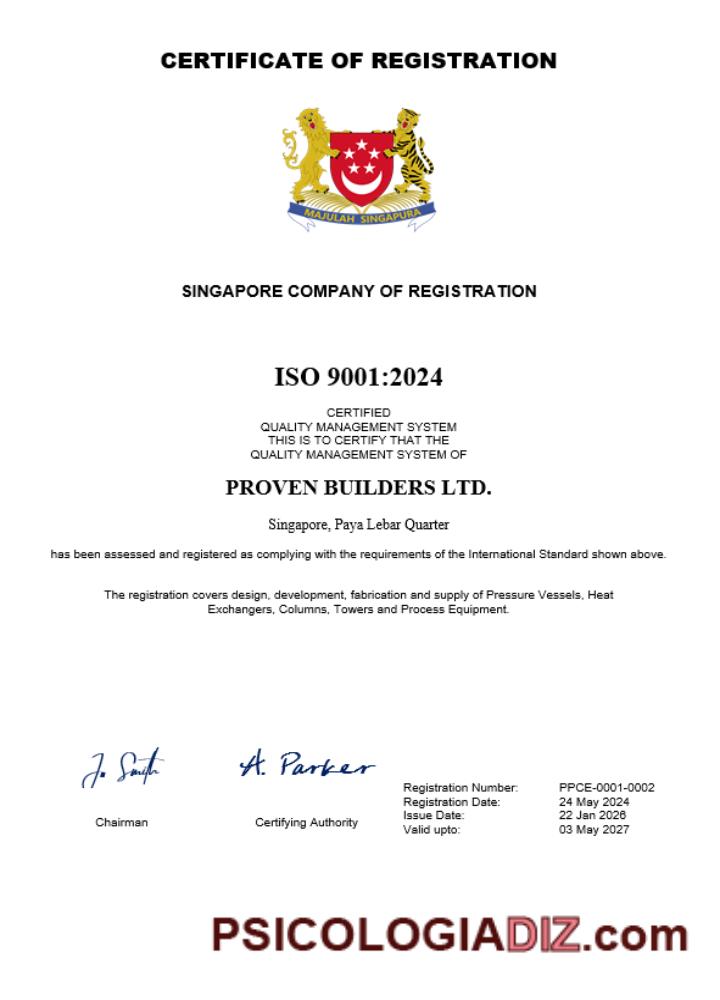 CERTIFICATE OF REGISTRATION
MAJULAH SINGAPURA
SINGAPORE COMPANY OF REGISTRATION
ISO 9001:2024
CERTIFIED
QUALITY MANAGEMENT SYSTEM
THIS IS TO CERTIFY THAT THE
QUALITY MANAGEMENT SYSTEM OF
PROVEN BUILDERS LTD.
Singapore, Paya Lebar Quarter
has been assessed and registered as complying with the requirements of the International Standard shown above.
The registration covers design, development, fabrication and supply of Pressure Vessels, Heat
Exchangers, Columns, Towers and Process Equipment.
J. Smith
A. Parker
Chairman
Certifying Authority
Registration Number: PPCE-0001-0002
Registration Date: 24 May 2024
Issue Date: 22 Jan 2026
Valid upto: 03 May 2027
PSICOLOGIADIZ.com